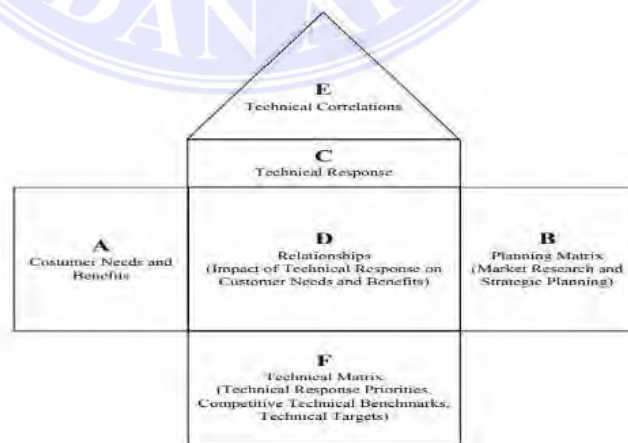 DAN
E
Technical Correlations
C
Technical Response
A
Costumer Needs and
Benefits
D
Relationships
(Impact of Technical Response on
Customer Needs and Benefits)
B
Planning Matrix
(Market Research and
Strategic Planning)
F
Technical Matrix
(Technical Response Priorities,
Competitive Technical Benchmarks,
Technical Targets)